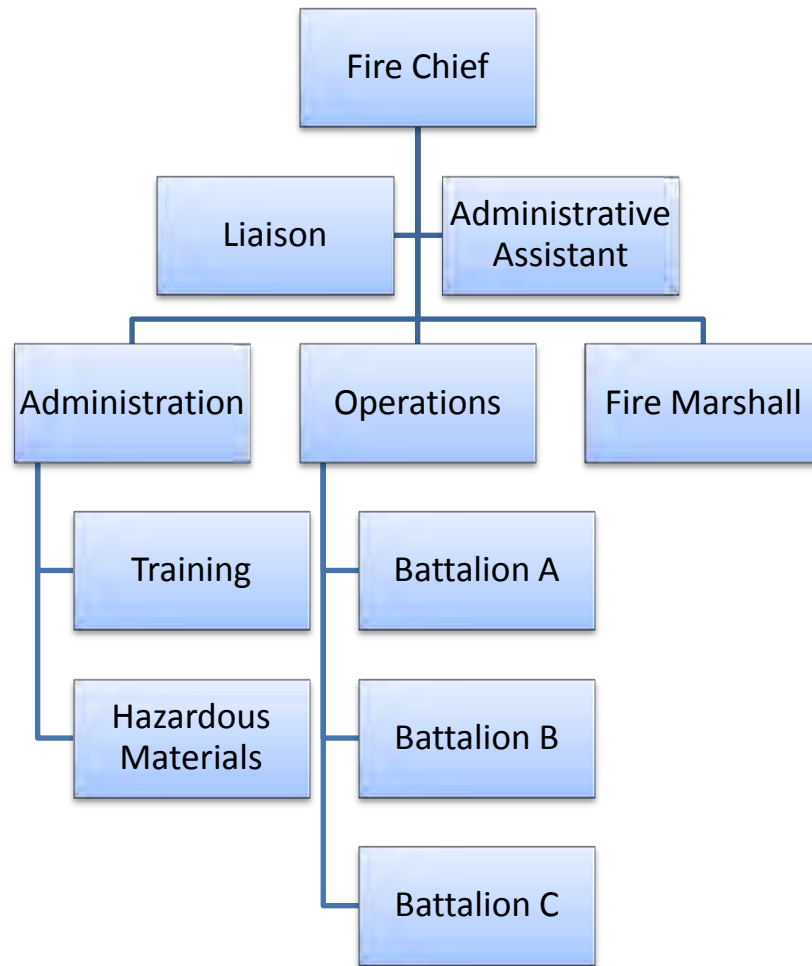 Fire Chief
Liaison
Administrative
Assistant
Administration
Operations
Fire Marshall
Training
Battalion A
Hazardous
Materials
Battalion B
Battalion C